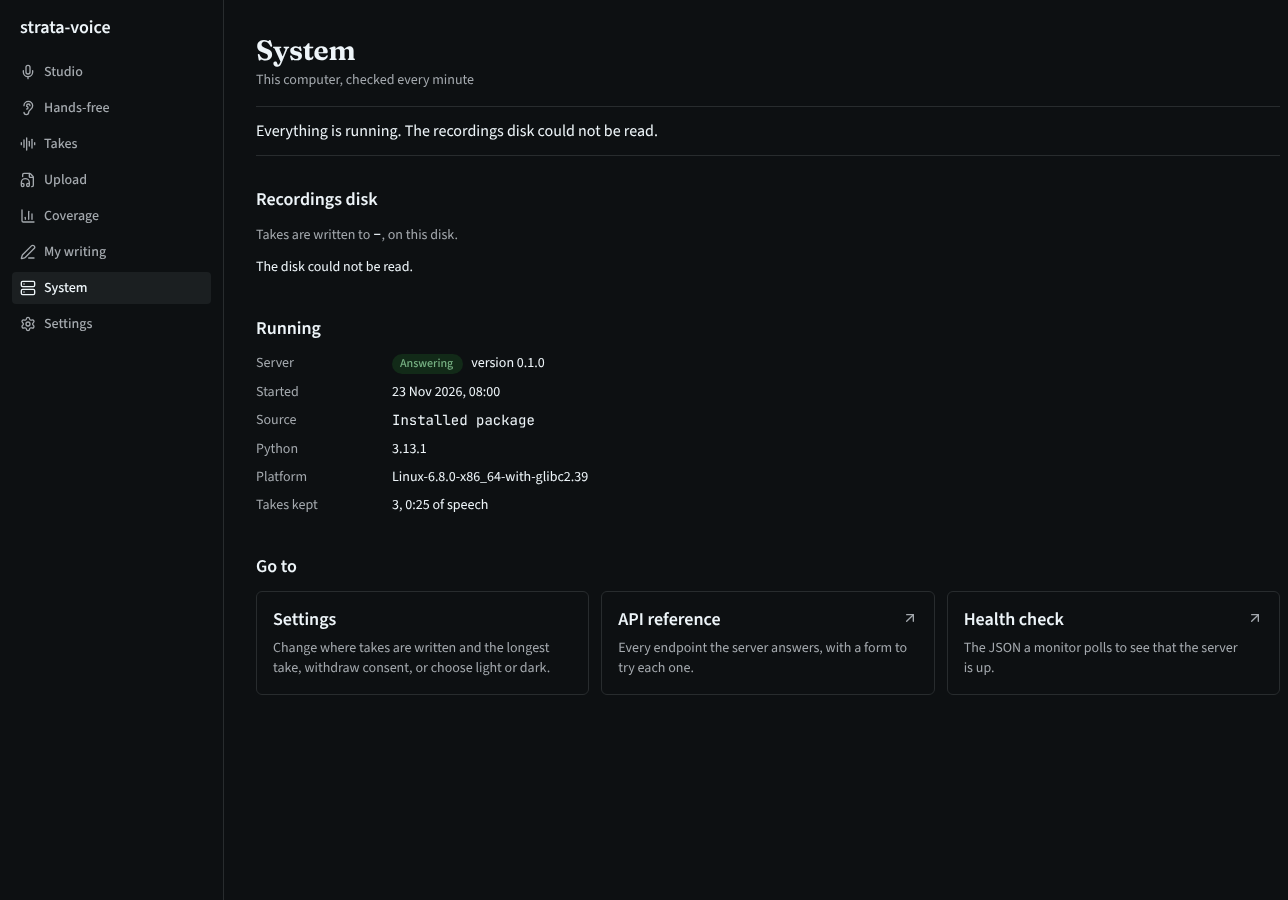 strata-voice
Studio
Hands-free
Takes
Upload
Coverage
My writing
System
Settings
System
This computer, checked every minute
Everything is running. The recordings disk could not be read.
Recordings disk
Takes are written to –, on this disk.
The disk could not be read.
Running
Server Answering version 0.1.0
Started 23 Nov 2026, 08:00
Source Installed package
Python 3.13.1
Platform Linux-6.8.0-x86_64-with-glibc2.39
Takes kept 3, 0:25 of speech
Go to
Settings
Change where takes are written and the longest
take, withdraw consent, or choose light or dark.
API reference
Every endpoint the server answers, with a form to
try each one.
Health check
The JSON a monitor polls to see that the server
is up.